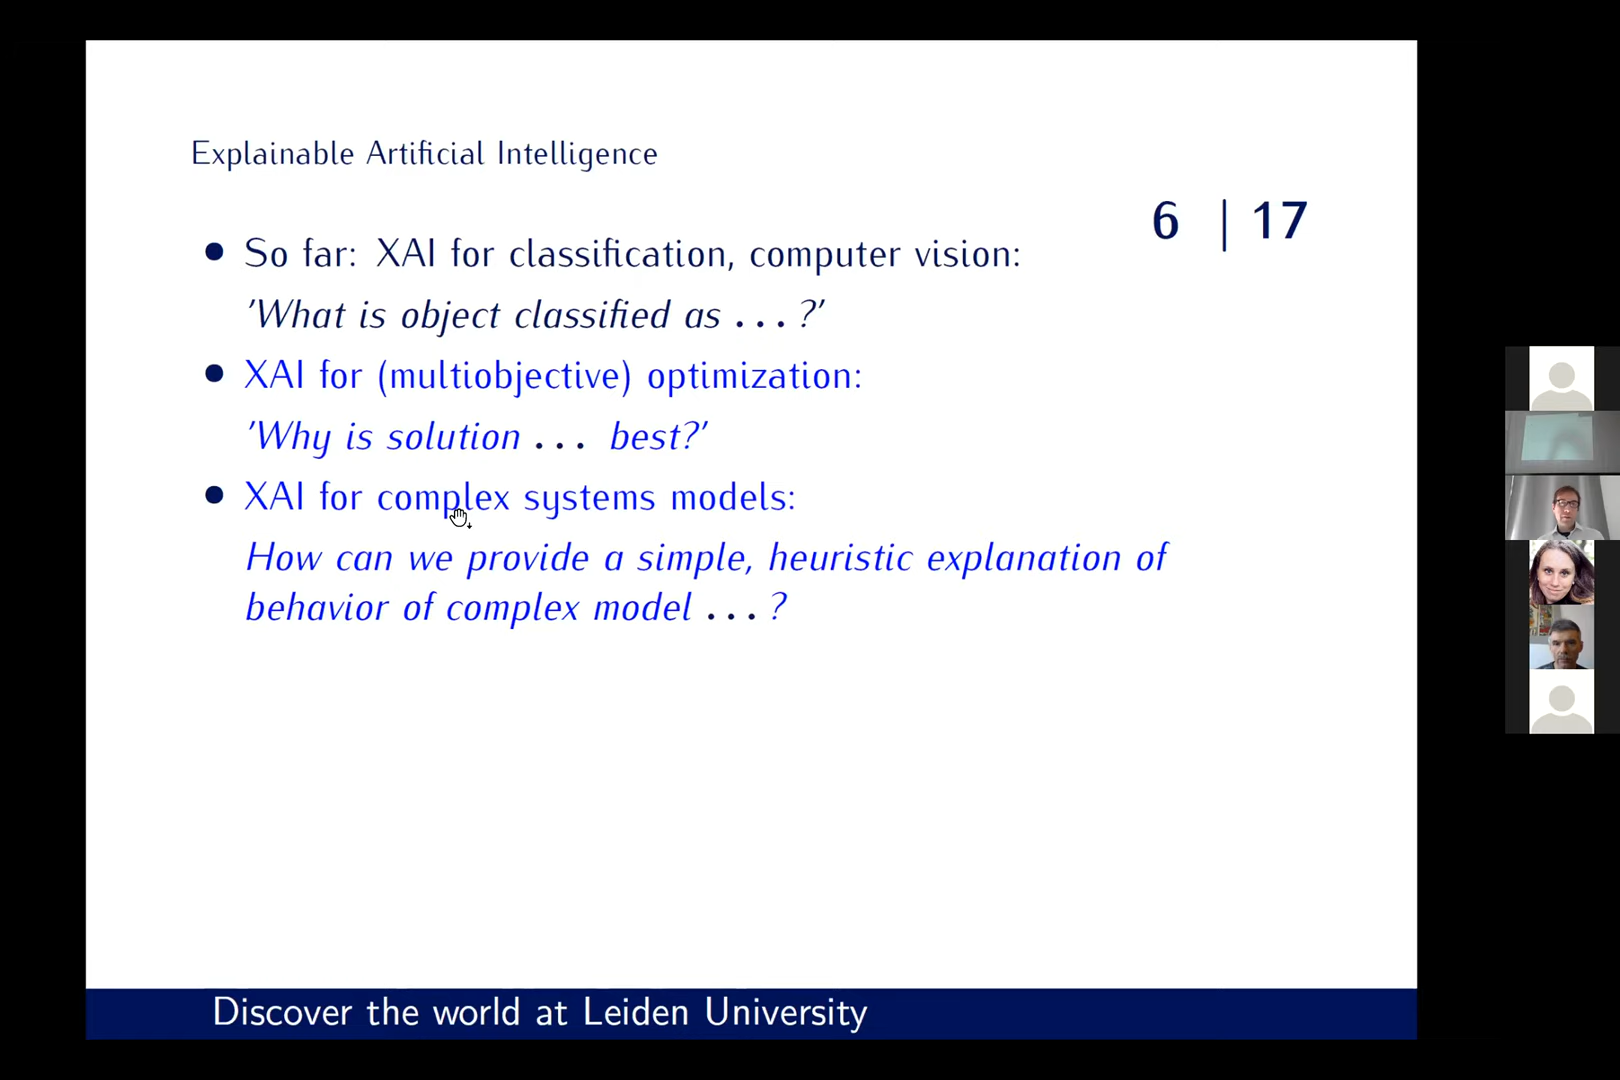 Explainable Artificial Intelligence
6 | 17
• So far: XAI for classification, computer vision:
'What is object classified as . . . ?'
• XAI for (multiobjective) optimization:
'Why is solution . . . best?'
• XAI for complex systems models:
How can we provide a simple, heuristic explanation of
behavior of complex model . . . ?
Discover the world at Leiden University